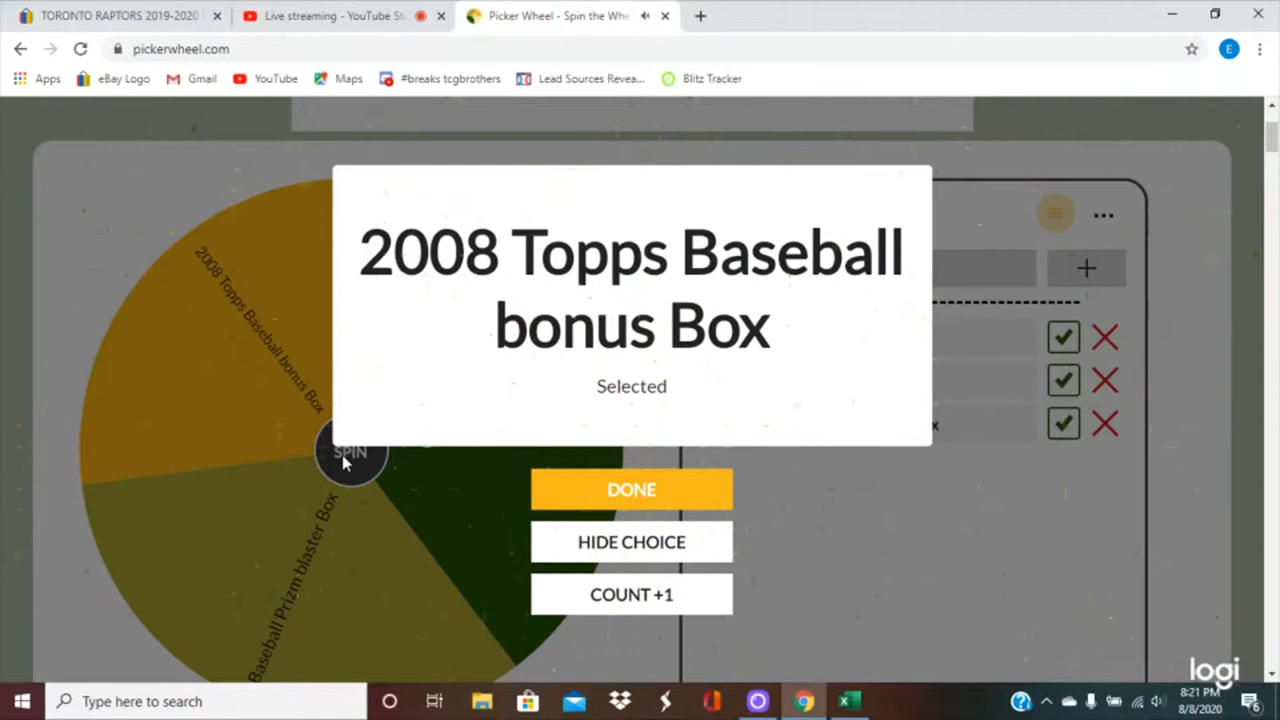 TORONTO RAPTORS 2019-2020
Live streaming - YouTube St
Picker Wheel - Spin the Whe
pickerwheel.com
E
Apps
eBay Logo
Gmail
YouTube
Maps
#breaks tcgbrothers
Lead Sources Revea...
Blitz Tracker
2008 Topps Baseball
bonus Box
Selected
2008 Topps Baseball bonus Box
SPIN
Baseball Prizm blaster Box
x
DONE
HIDE CHOICE
COUNT +1
logi
Type here to search
8:21 PM
8/8/2020
6